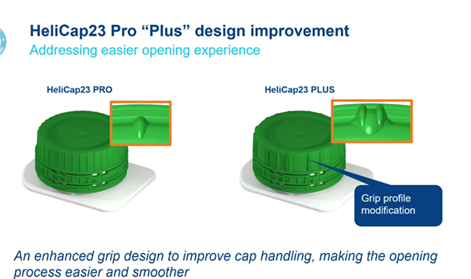 HeliCap23 Pro “Plus” design improvement
Addressing easier opening experience
HeliCap23 PRO
HeliCap23 PLUS
Grip profile
modification
An enhanced grip design to improve cap handling, making the opening
process easier and smoother